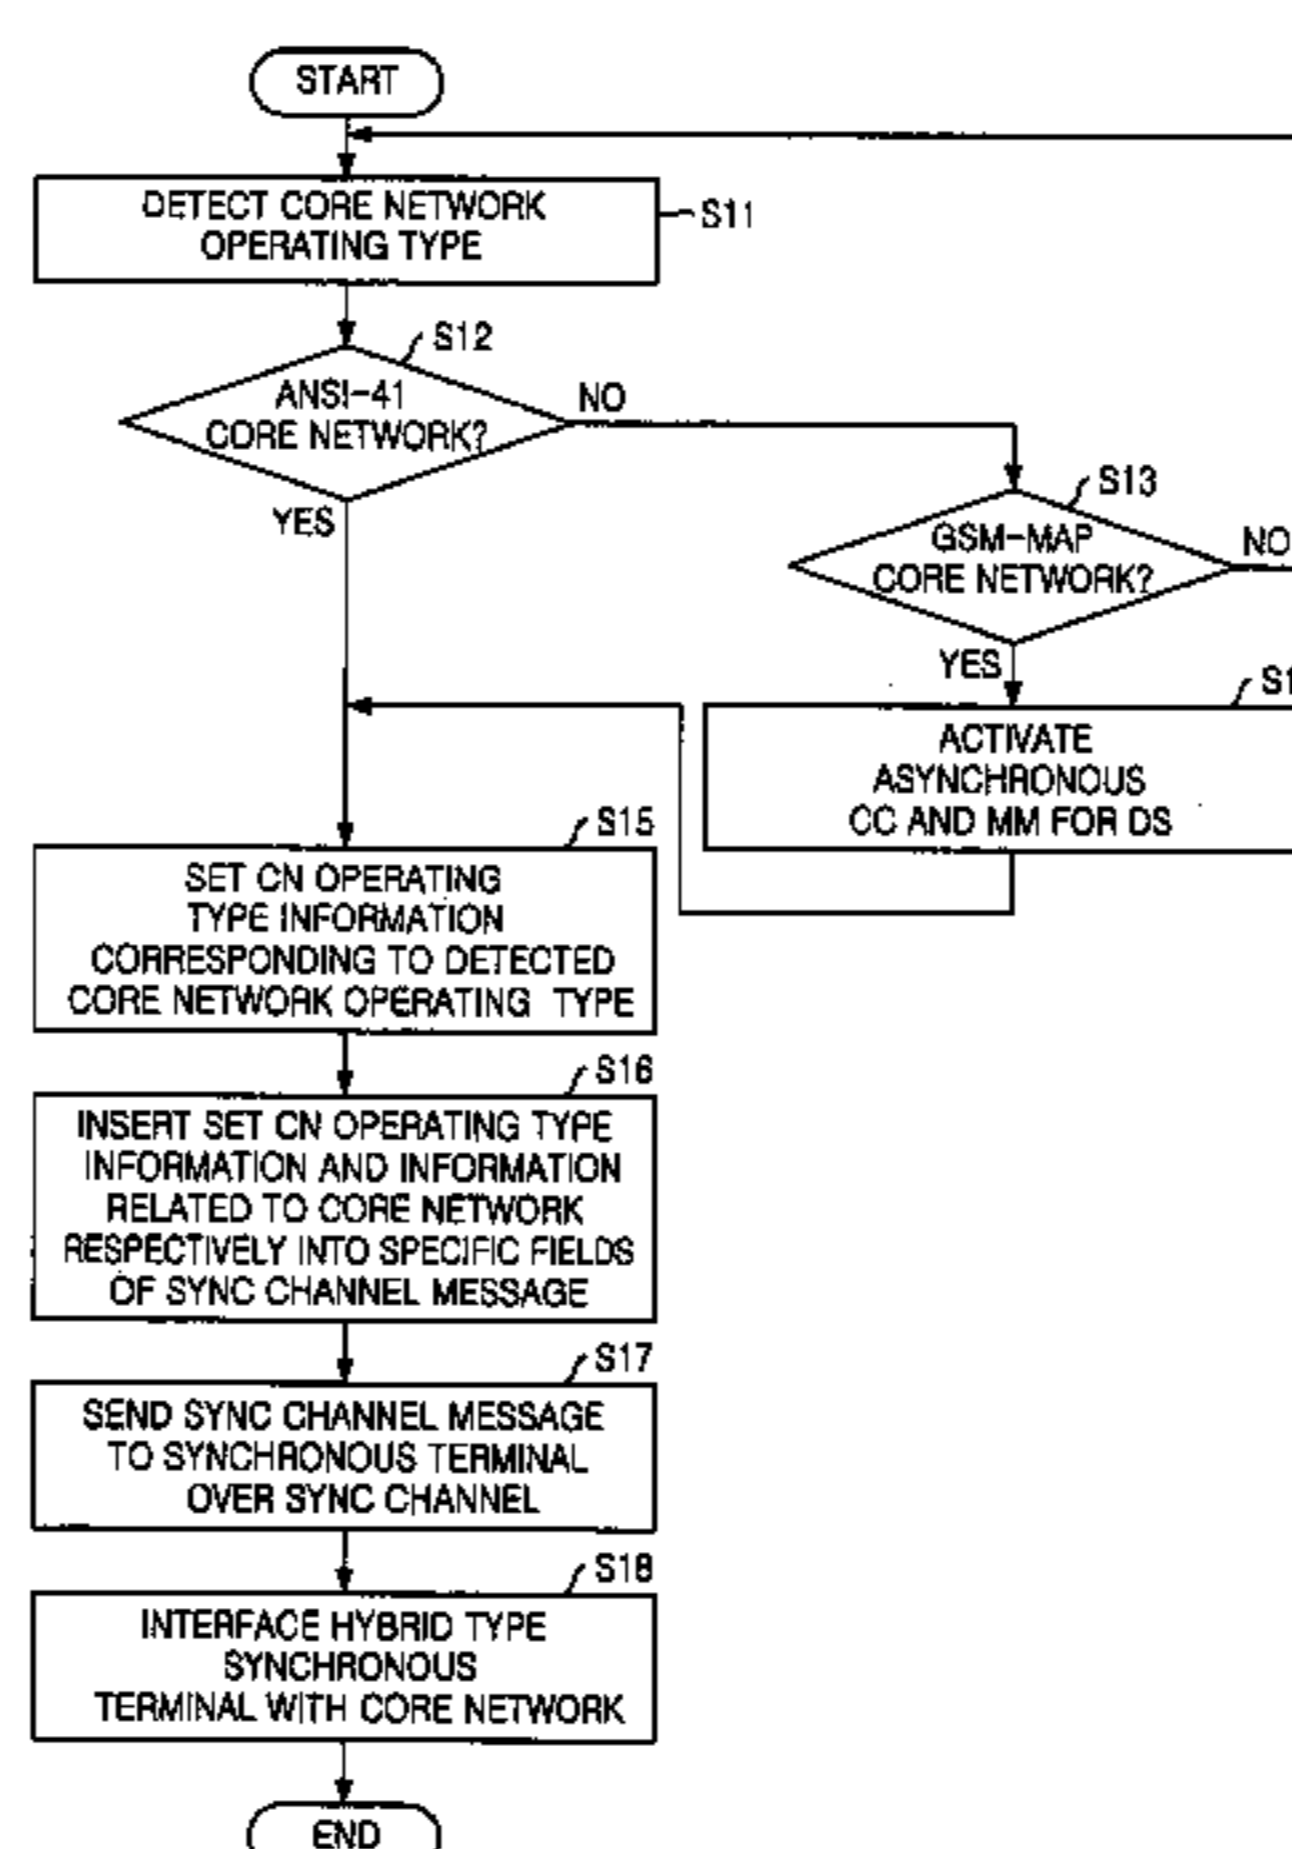 START
DETECT CORE NETWORK
OPERATING TYPE
S11
S12
ANSI-41
CORE NETWORK?
NO
YES
S13
GSM-MAP
CORE NETWORK?
NO
YES
ACTIVATE
ASYNCHRONOUS
CC AND MM FOR DS
S15
SET CN OPERATING
TYPE INFORMATION
CORRESPONDING TO DETECTED
CORE NETWORK OPERATING TYPE
S16
INSERT SET CN OPERATING TYPE
INFORMATION AND INFORMATION
RELATED TO CORE NETWORK
RESPECTIVELY INTO SPECIFIC FIELDS
OF SYNC CHANNEL MESSAGE
S17
SEND SYNC CHANNEL MESSAGE
TO SYNCHRONOUS TERMINAL
OVER SYNC CHANNEL
S18
INTERFACE HYBRID TYPE
SYNCHRONOUS
TERMINAL WITH CORE NETWORK
END